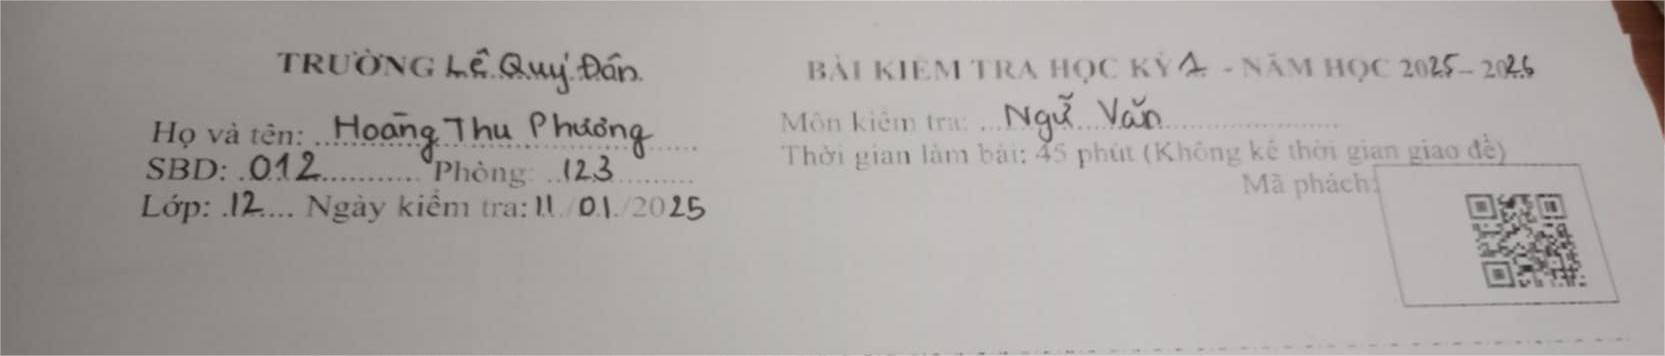 TRƯỜNG Lê Quý Đán
BÀI KIỂM TRA HỌC KỲ 1 - NĂM HỌC 2025 - 2026
Họ và tên: Hoàng Thu Phương
Môn kiểm tra: Ngữ Văn
SBD: 012 Phòng: 123
Thời gian làm bài: 45 phút (Không kể thời gian giao đề)
Lớp: 12 Ngày kiểm tra: 11/01/2025
Mã phách: